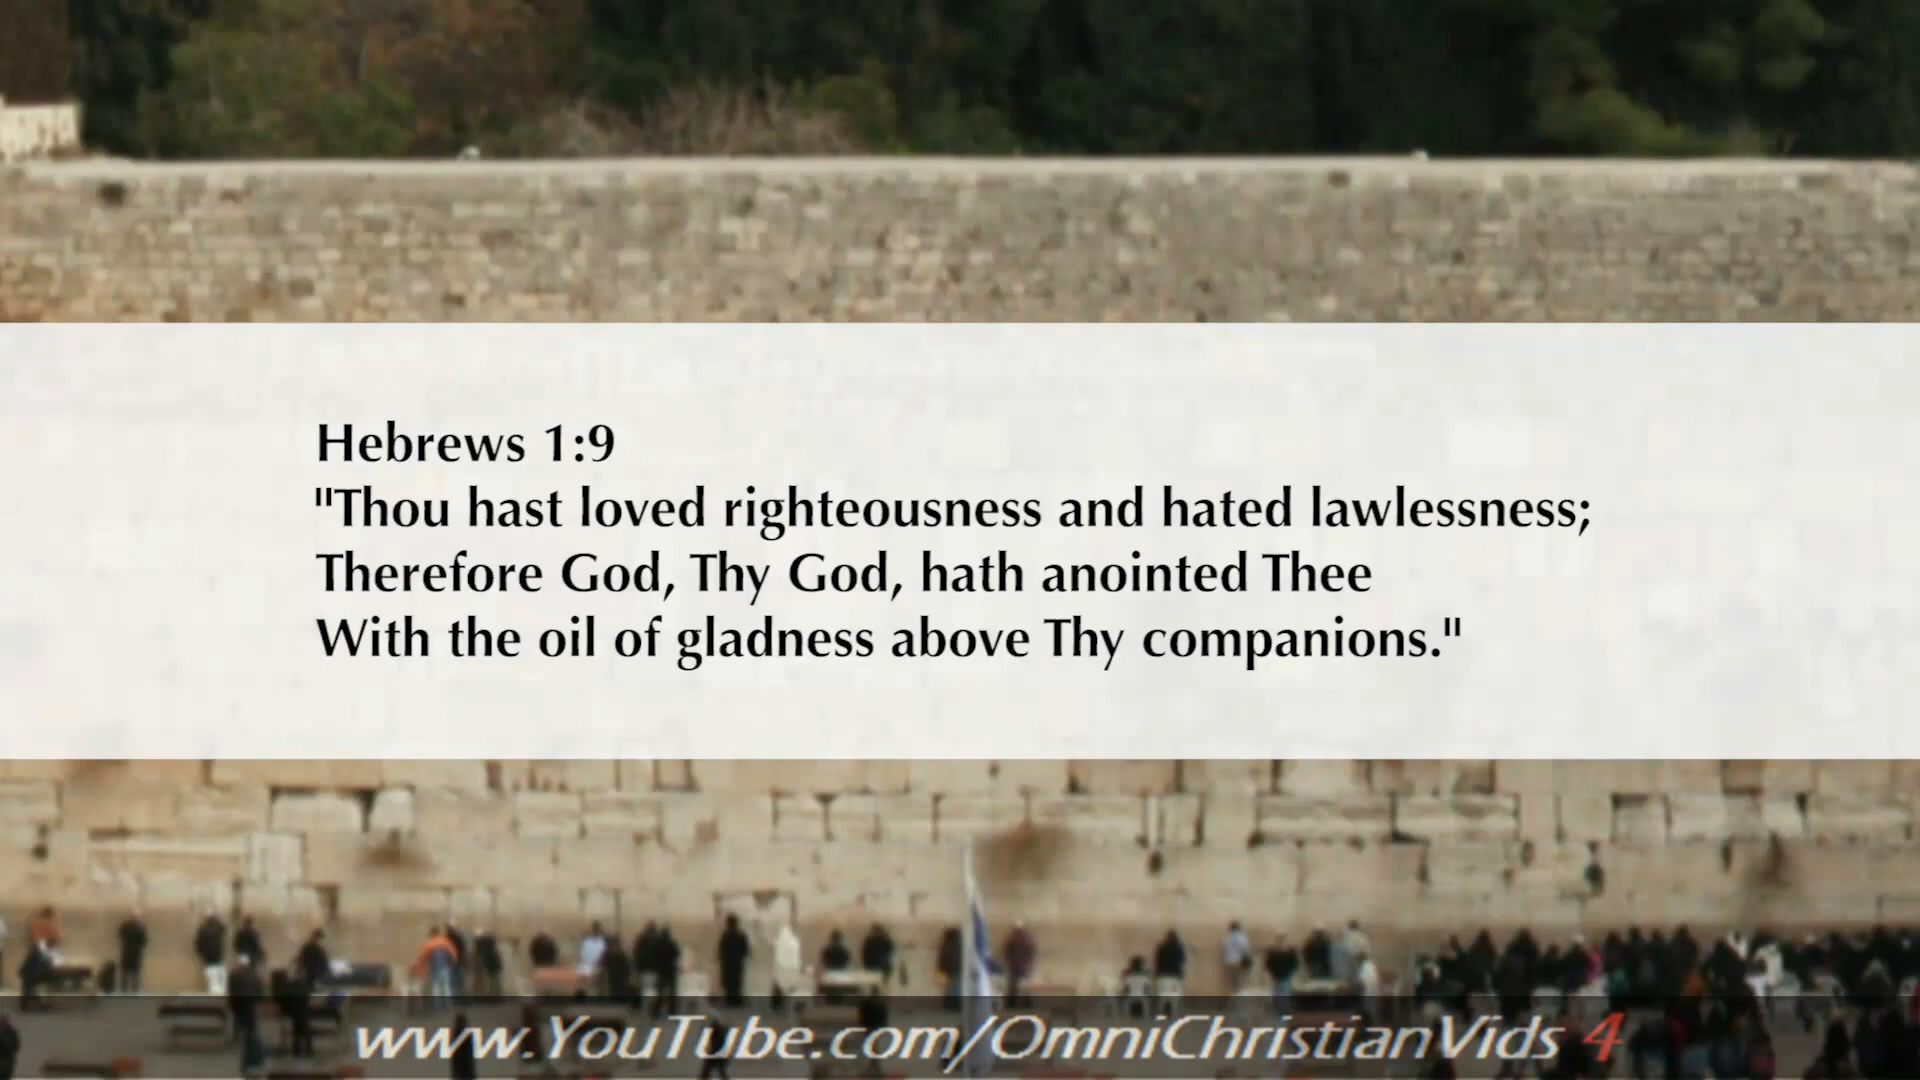 Hebrews 1:9
"Thou hast loved righteousness and hated lawlessness;
Therefore God, Thy God, hath anointed Thee
With the oil of gladness above Thy companions."
www.YouTube.com/OmniChristianVids 4